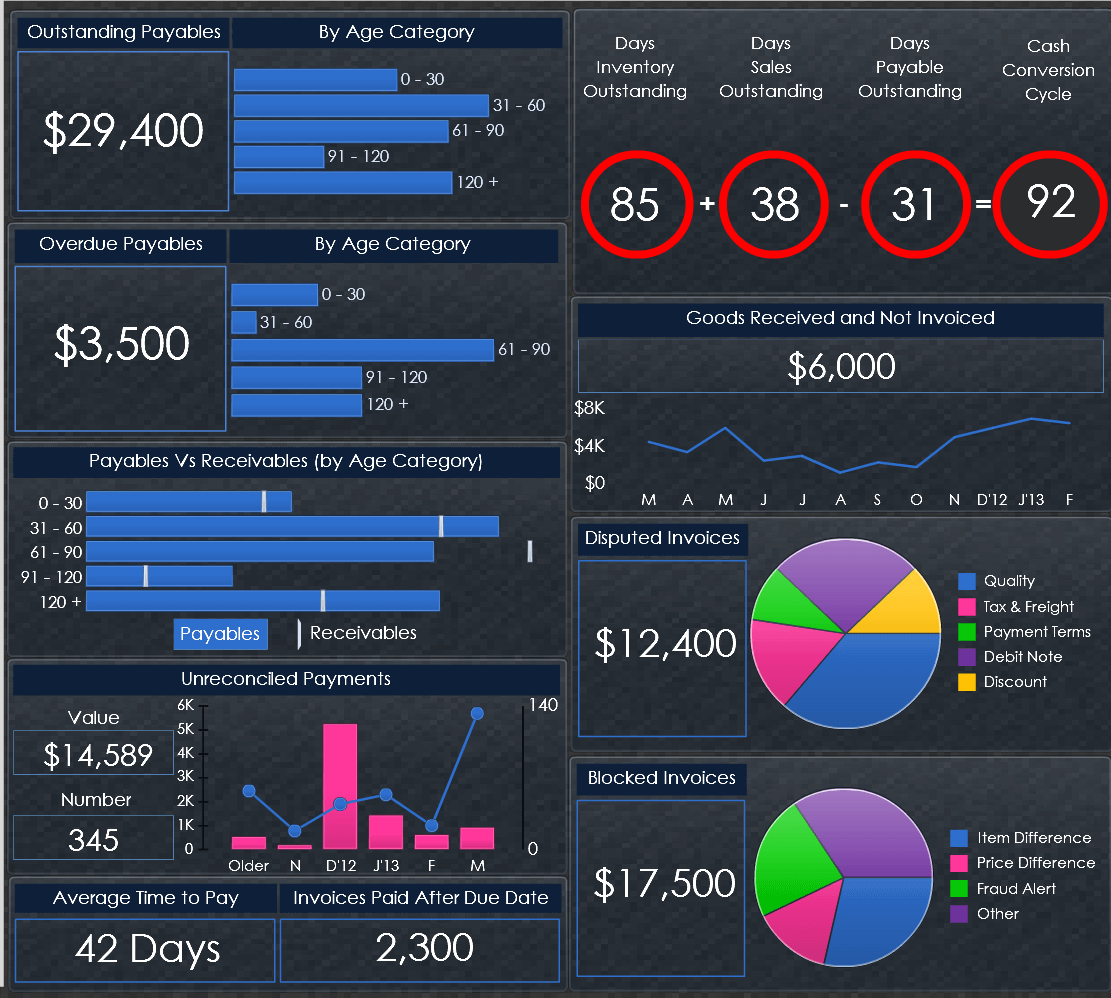 Outstanding Payables
By Age Category
$29,400
0 - 30
31 - 60
61 - 90
91 - 120
120 +
Overdue Payables
By Age Category
$3,500
0 - 30
31 - 60
61 - 90
91 - 120
120 +
Payables Vs Receivables (by Age Category)
0 - 30
31 - 60
61 - 90
91 - 120
120 +
Payables
Receivables
Unreconciled Payments
Value
$14,589
Number
345
6K
5K
4K
3K
2K
1K
0
140
0
Older N D'12 J'13 F M
Average Time to Pay
42 Days
Invoices Paid After Due Date
2,300
Days
Inventory
Outstanding
Days
Sales
Outstanding
Days
Payable
Outstanding
Cash
Conversion
Cycle
85 + 38 - 31 = 92
Goods Received and Not Invoiced
$6,000
$8K
$4K
$0
M A M J J A S O N D'12 J'13 F
Disputed Invoices
$12,400
Quality
Tax & Freight
Payment Terms
Debit Note
Discount
Blocked Invoices
$17,500
Item Difference
Price Difference
Fraud Alert
Other